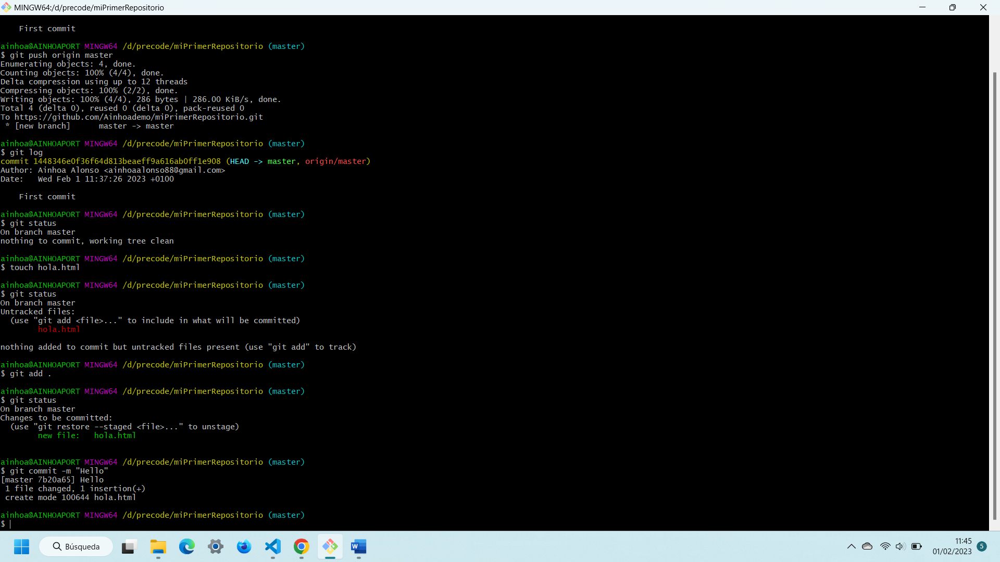 MINGW64:/d/precode/miPrimerRepositorio
First commit
ainhoa@AINHOAPORT MINGW64 /d/precode/miPrimerRepositorio (master)
$ git push origin master
Enumerating objects: 4, done.
Counting objects: 100% (4/4), done.
Delta compression using up to 12 threads
Compressing objects: 100% (2/2), done.
Writing objects: 100% (4/4), 286 bytes | 286.00 KiB/s, done.
Total 4 (delta 0), reused 0 (delta 0), pack-reused 0
To https://github.com/Ainhoademo/miPrimerRepositorio.git
 * [new branch]      master -> master
ainhoa@AINHOAPORT MINGW64 /d/precode/miPrimerRepositorio (master)
$ git log
commit 1448346e0f36f64d813beaeff9a616ab0ff1e908 (HEAD -> master, origin/master)
Author: Ainhoa Alonso <ainhoaalonso88@gmail.com>
Date:   Wed Feb 1 11:37:26 2023 +0100
First commit
ainhoa@AINHOAPORT MINGW64 /d/precode/miPrimerRepositorio (master)
$ git status
On branch master
nothing to commit, working tree clean
ainhoa@AINHOAPORT MINGW64 /d/precode/miPrimerRepositorio (master)
$ touch hola.html
ainhoa@AINHOAPORT MINGW64 /d/precode/miPrimerRepositorio (master)
$ git status
On branch master
Untracked files:
  (use "git add <file>..." to include in what will be committed)
        hola.html
nothing added to commit but untracked files present (use "git add" to track)
ainhoa@AINHOAPORT MINGW64 /d/precode/miPrimerRepositorio (master)
$ git add .
ainhoa@AINHOAPORT MINGW64 /d/precode/miPrimerRepositorio (master)
$ git status
On branch master
Changes to be committed:
  (use "git restore --staged <file>..." to unstage)
        new file:   hola.html
ainhoa@AINHOAPORT MINGW64 /d/precode/miPrimerRepositorio (master)
$ git commit -m "Hello"
[master 7b20a65] Hello
 1 file changed, 1 insertion(+)
 create mode 100644 hola.html
ainhoa@AINHOAPORT MINGW64 /d/precode/miPrimerRepositorio (master)
$
Búsqueda
W
11:45
01/02/2023
5